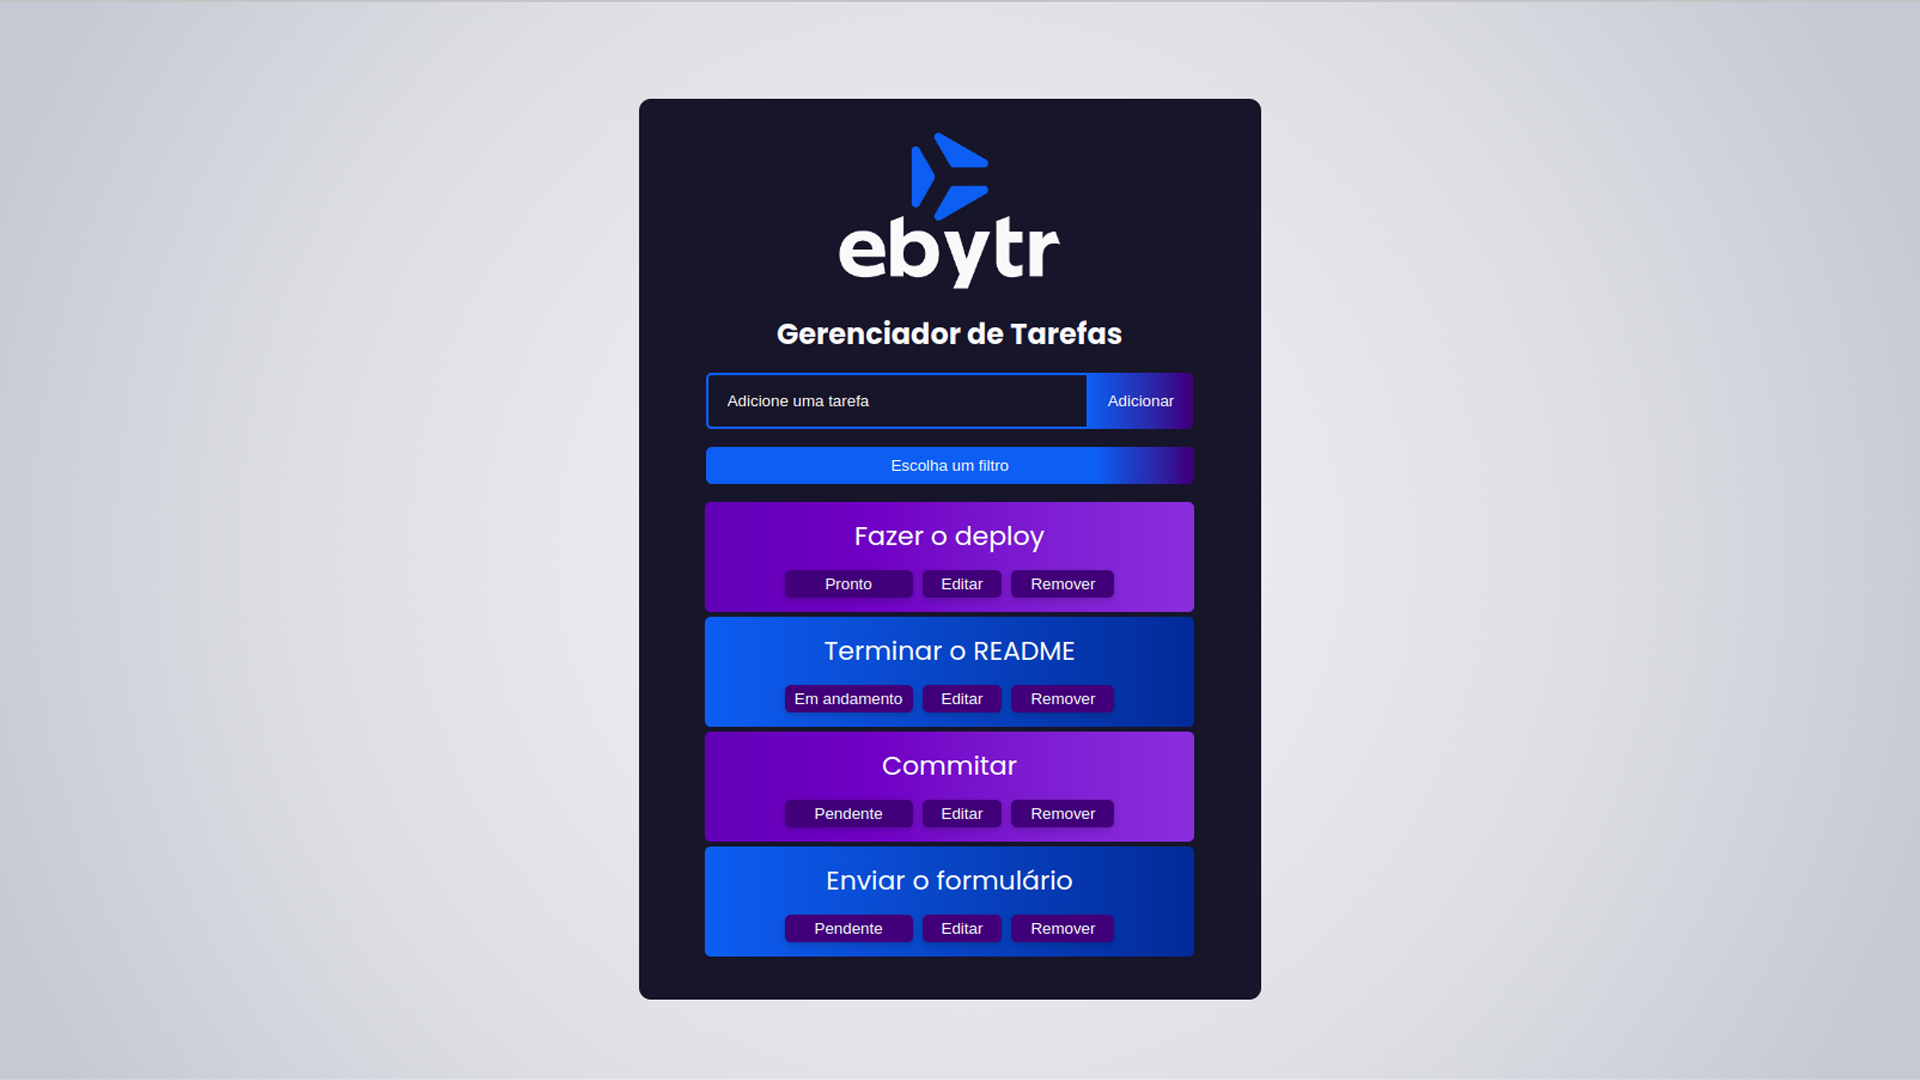 ebytr
Gerenciador de Tarefas
Adicione uma tarefa Adicionar
Escolha um filtro
Fazer o deploy
Pronto Editar Remover
Terminar o README
Em andamento Editar Remover
Commitar
Pendente Editar Remover
Enviar o formulário
Pendente Editar Remover